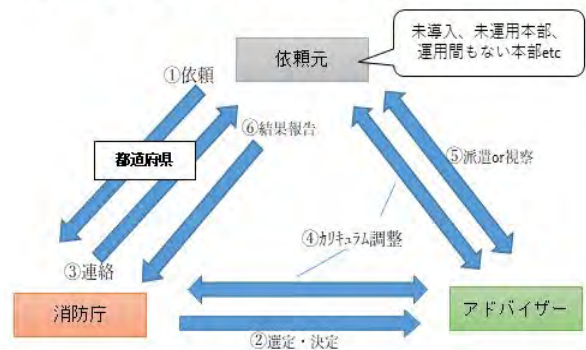 未導入、未運用本部、
運用間もない本部etc
依頼元
①依頼
⑥結果報告
都道府県
⑤派遣or視察
④ｶﾘｷｭﾗﾑ調整
③連絡
消防庁
アドバイザー
②選定・決定